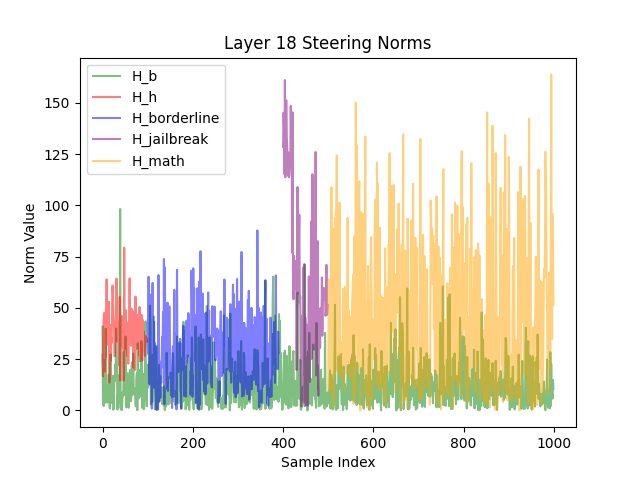 Layer 18 Steering Norms
H_b
H_h
H_borderline
H_jailbreak
H_math
150
125
100
75
50
25
0
Norm Value
0 200 400 600 800 1000
Sample Index